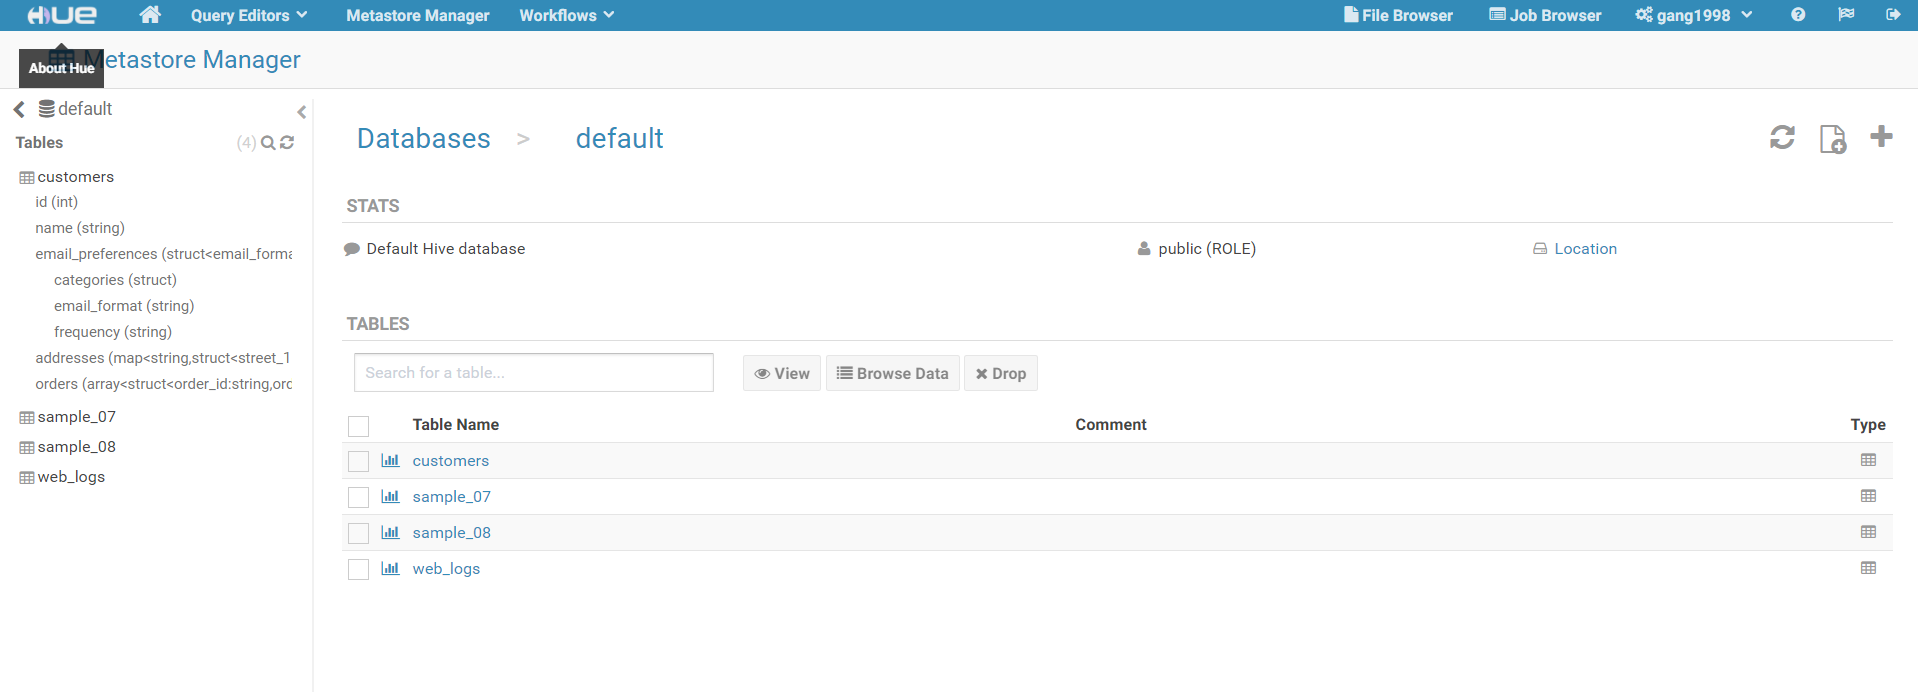 HUE Query Editors Metastore Manager Workflows File Browser Job Browser gang1998
About Hue etastore Manager
default
Tables (4)
customers
id (int)
name (string)
email_preferences (struct<email_forma
categories (struct)
email_format (string)
frequency (string)
addresses (map<string,struct<street_1
orders (array<struct<order_id:string,ord
sample_07
sample_08
web_logs
Databases > default
STATS
Default Hive database public (ROLE) Location
TABLES
Search for a table... View Browse Data Drop
Table Name Comment Type
customers
sample_07
sample_08
web_logs